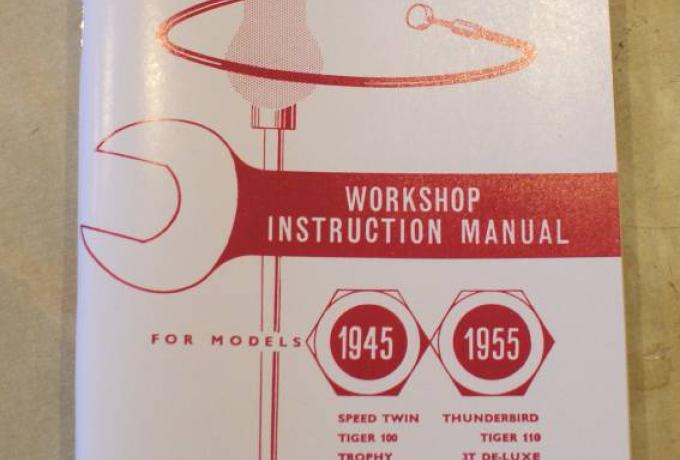 WORKSHOP
INSTRUCTION MANUAL
FOR MODELS 1945 1955
SPEED TWIN THUNDERBIRD
TIGER 100 TIGER 110
TROPHY 3T DE-LUXE